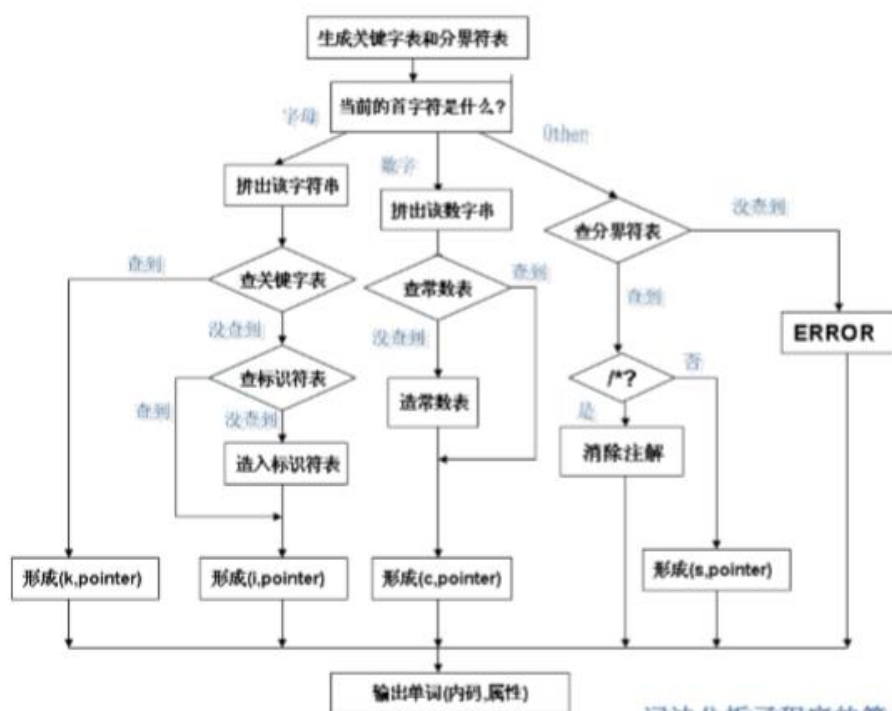 生成关键字表和分界符表
当前的首字符是什么?
字母
数字
Other
拼出该字符串
拼出该数字串
查分界符表
没查到
查到
查关键字表
查常数表
查到
查到
ERROR
没查到
没查到
/*?
否
查标识符表
造常数表
是
查到
没查到
消除注解
造入标识符表
形成(k,pointer)
形成(i,pointer)
形成(c,pointer)
形成(s,pointer)
输出单词(内码,属性)